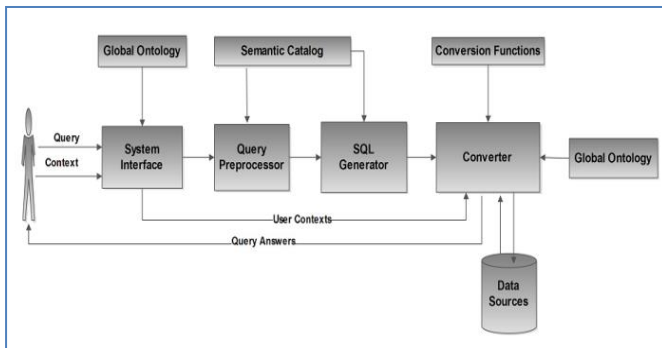 Global Ontology
Semantic Catalog
Conversion Functions
Query
Context
System
Interface
Query
Preprocessor
SQL
Generator
Converter
Global Ontology
User Contexts
Query Answers
Data
Sources